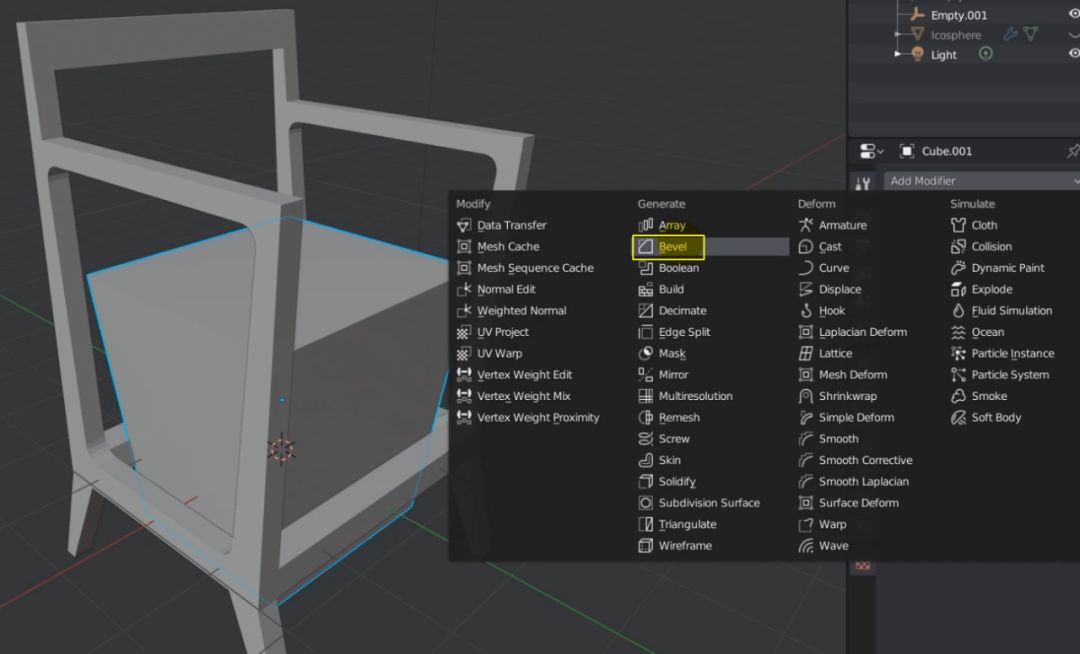 Empty.001
Icosphere
Light
Cube.001
Add Modifier
Modify
Data Transfer
Mesh Cache
Mesh Sequence Cache
Normal Edit
Weighted Normal
UV Project
UV Warp
Vertex Weight Edit
Vertex Weight Mix
Vertex Weight Proximity
Generate
Array
Bevel
Boolean
Build
Decimate
Edge Split
Mask
Mirror
Multiresolution
Remesh
Screw
Skin
Solidify
Subdivision Surface
Triangulate
Wireframe
Deform
Armature
Cast
Curve
Displace
Hook
Laplacian Deform
Lattice
Mesh Deform
Shrinkwrap
Simple Deform
Smooth
Smooth Corrective
Smooth Laplacian
Surface Deform
Warp
Wave
Simulate
Cloth
Collision
Dynamic Paint
Explode
Fluid Simulation
Ocean
Particle Instance
Particle System
Smoke
Soft Body